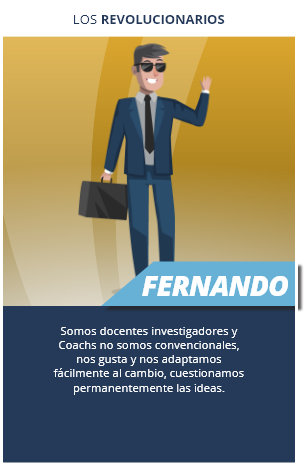 LOS REVOLUCIONARIOS
FERNANDO
Somos docentes investigadores y
Coachs no somos convencionales,
nos gusta y nos adaptamos
fácilmente al cambio, cuestionamos
permanentemente las ideas.